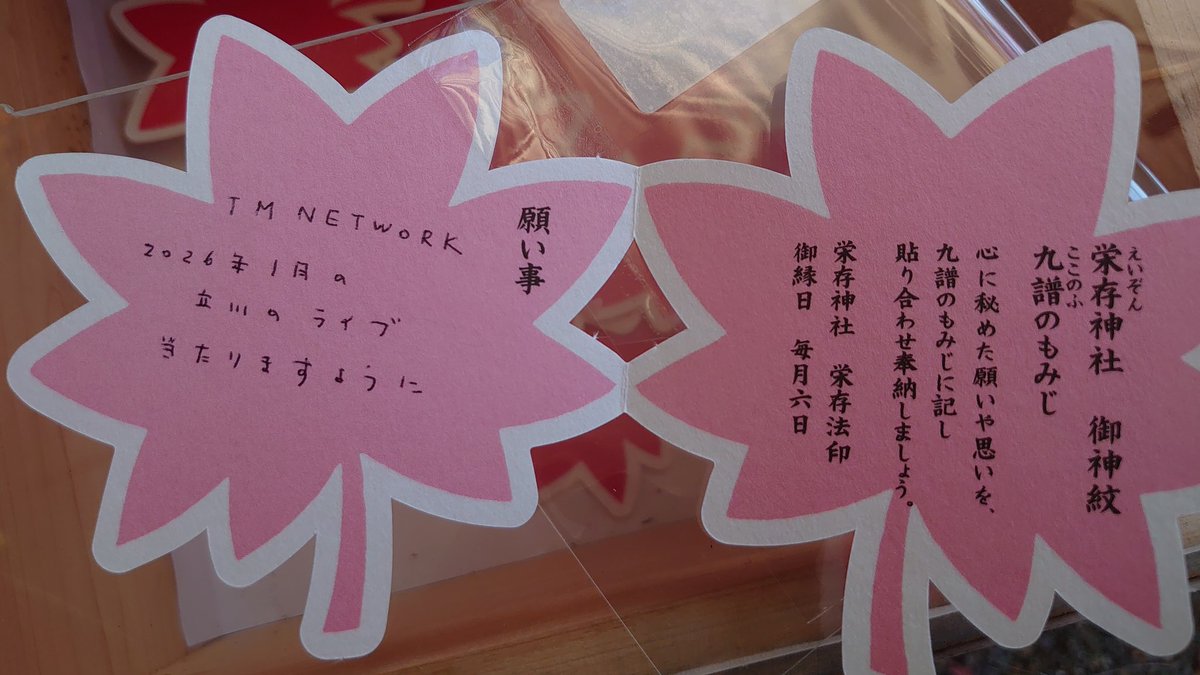 願い事
TM NETWORK
2026年1月の
立川のライブ
当たりますように
えいぞん
栄存神社 御神紋
ここのふ
九譜のもみじ
心に秘めた願いや思いを、
九譜のもみじに記し
貼り合わせ奉納しましょう。
栄存神社 栄存法印
御縁日 毎月六日